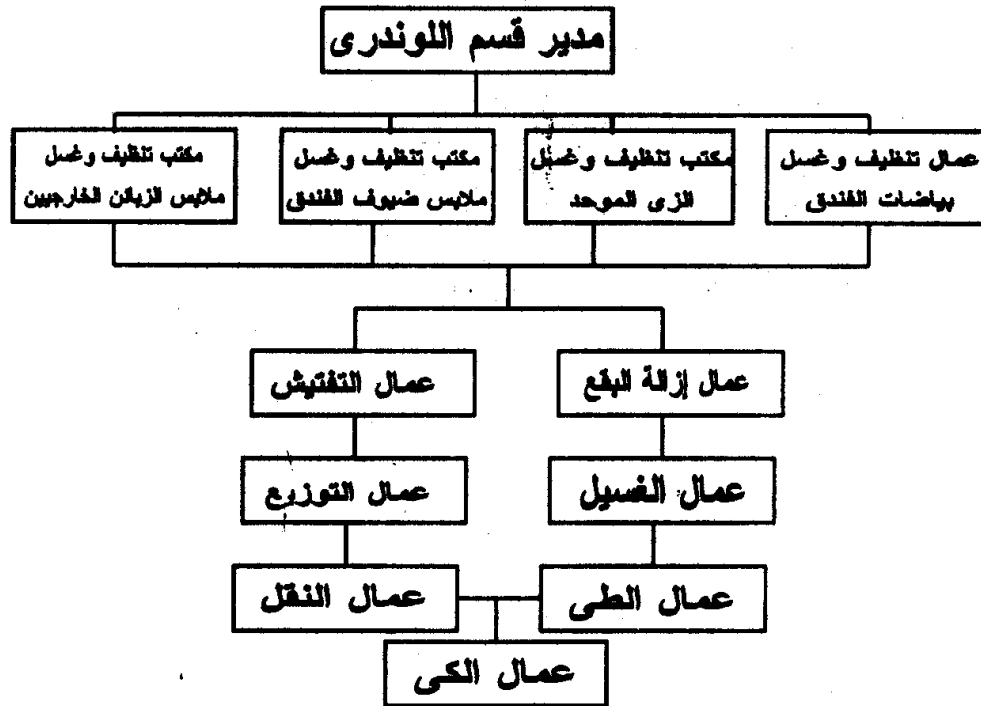 مدير قسم اللوندرى
عمال تنظيف وغسل
بياضات الفندق
مكتب تنظيف وغسل
الزى الموحد
مكتب تنظيف وغسل
ملابس ضيوف الفندق
مكتب تنظيف وغسل
ملابس الزبائن الخارجيين
عمال إزالة البقع
عمال التفتيش
عمال الغسيل
عمال التوزيع
عمال الطى
عمال النقل
عمال الكى